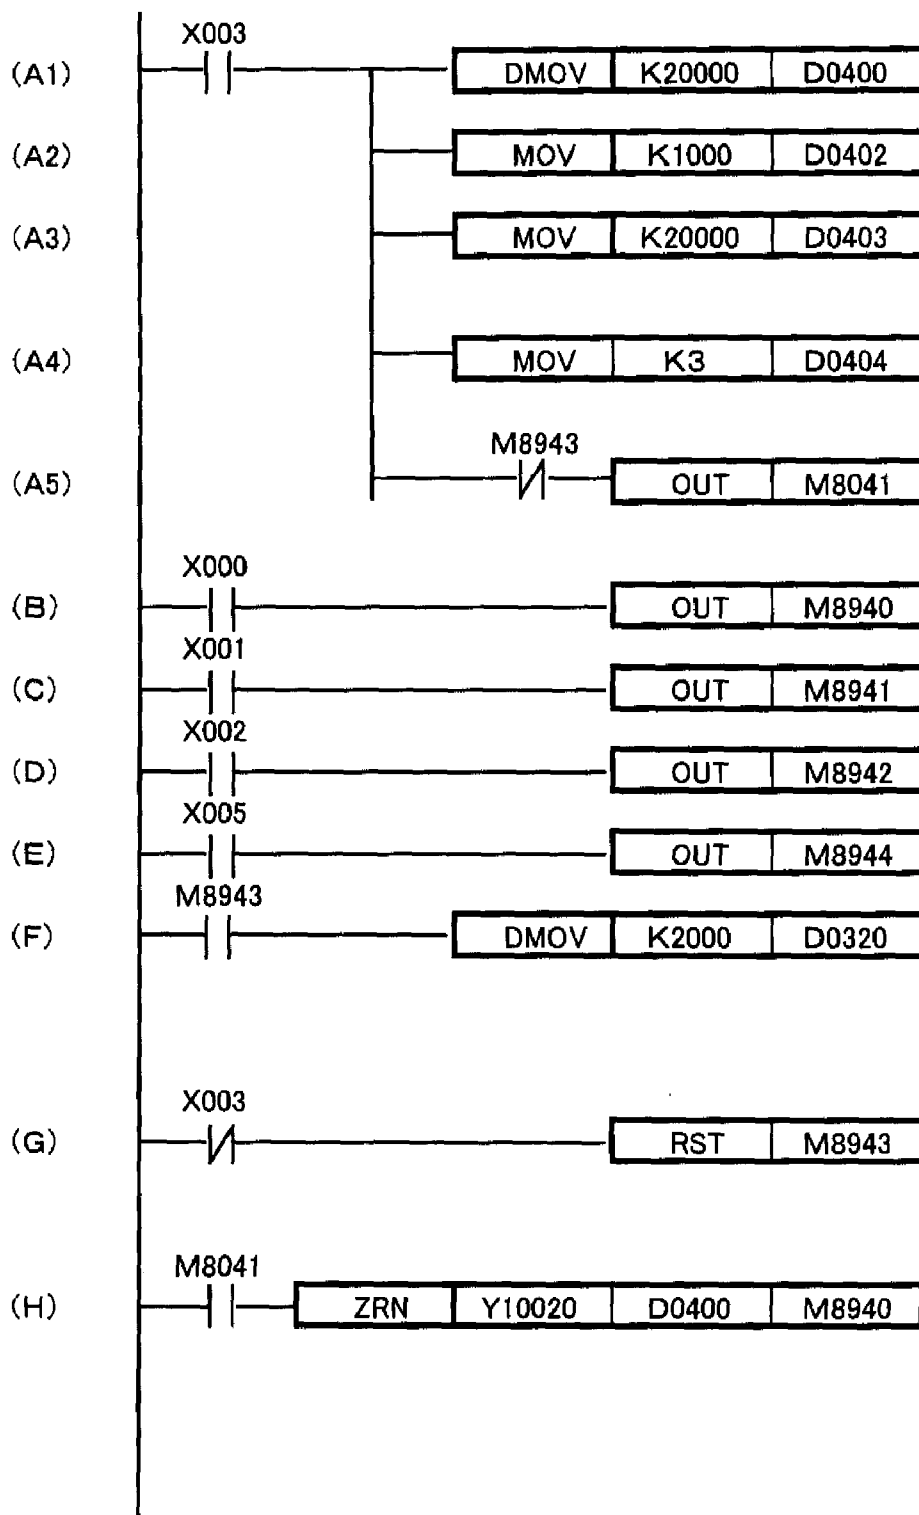 X003
(A1) DMOV K20000 D0400
(A2) MOV K1000 D0402
(A3) MOV K20000 D0403
(A4) MOV K3 D0404
M8943
(A5) OUT M8041
X000
(B) OUT M8940
X001
(C) OUT M8941
X002
(D) OUT M8942
X005
(E) OUT M8944
M8943
(F) DMOV K2000 D0320
X003
(G) RST M8943
M8041
(H) ZRN Y10020 D0400 M8940